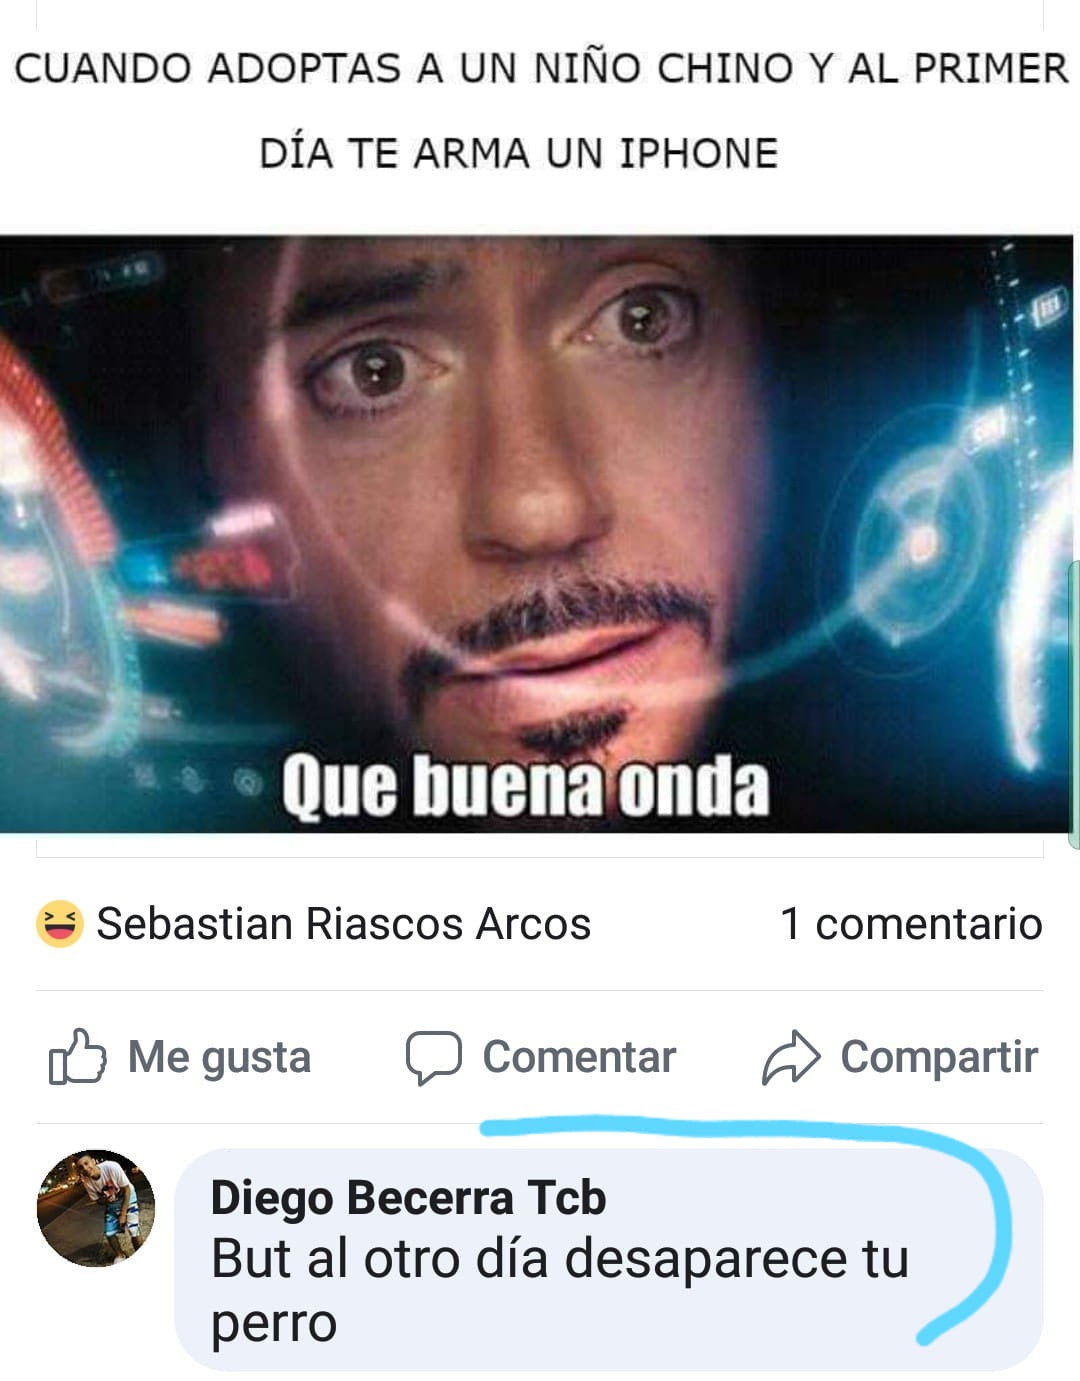 CUANDO ADOPTAS A UN NIÑO CHINO Y AL PRIMER
DÍA TE ARMA UN IPHONE
Que buena onda
Sebastian Riascos Arcos 1 comentario
Me gusta Comentar Compartir
Diego Becerra Tcb
But al otro día desaparece tu
perro